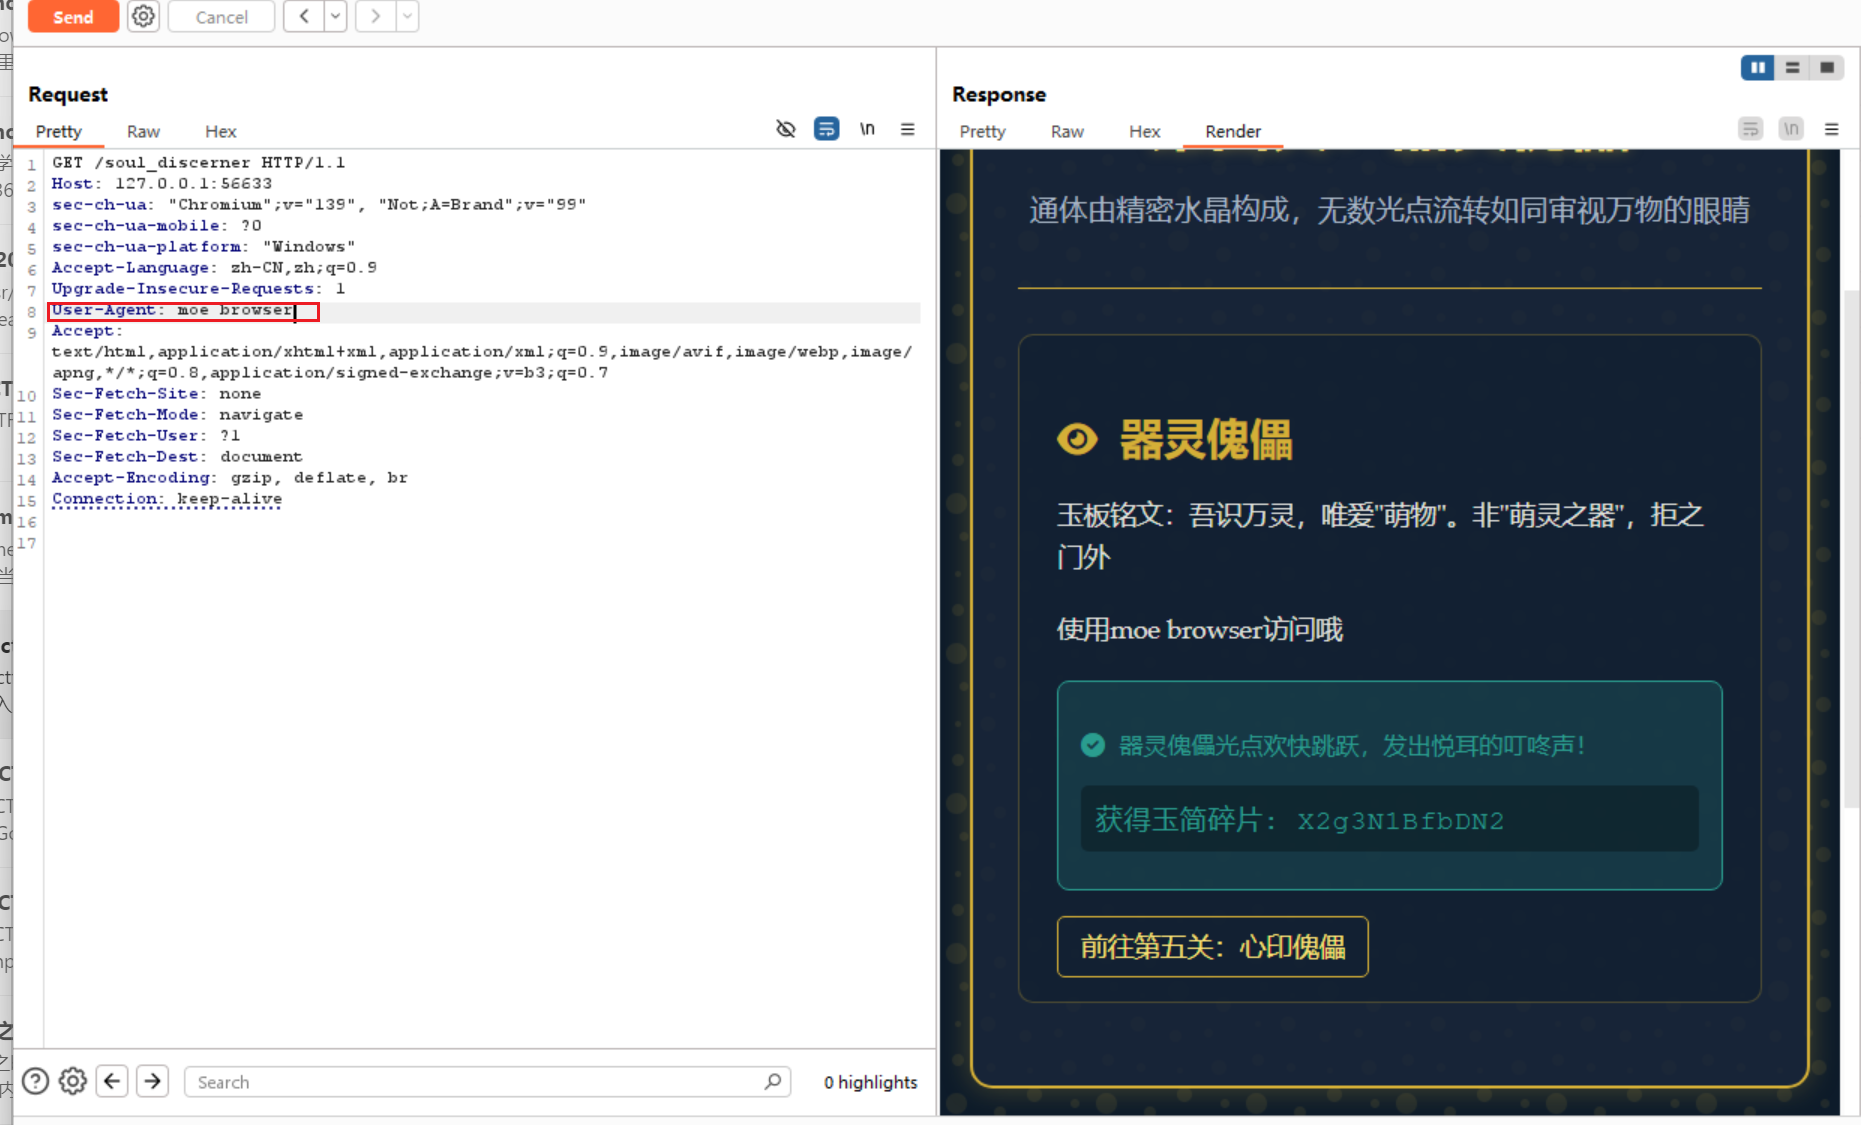 Send
Cancel
Request
Pretty Raw Hex
\n
1 GET /soul_discerner HTTP/1.1
2 Host: 127.0.0.1:56633
3 sec-ch-ua: "Chromium";v="139", "Not;A=Brand";v="99"
4 sec-ch-ua-mobile: ?0
5 sec-ch-ua-platform: "Windows"
6 Accept-Language: zh-CN,zh;q=0.9
7 Upgrade-Insecure-Requests: 1
8 User-Agent: moe browser
9 Accept:
text/html,application/xhtml+xml,application/xml;q=0.9,image/avif,image/webp,image/
apng,*/*;q=0.8,application/signed-exchange;v=b3;q=0.7
10 Sec-Fetch-Site: none
11 Sec-Fetch-Mode: navigate
12 Sec-Fetch-User: ?1
13 Sec-Fetch-Dest: document
14 Accept-Encoding: gzip, deflate, br
15 Connection: keep-alive
16
17
Search
0 highlights
Response
Pretty Raw Hex Render
\n
通体由精密水晶构成，无数光点流转如同审视万物的眼睛
器灵傀儡
玉板铭文：吾识万灵，唯爱"萌物"。非"萌灵之器"，拒之
门外
使用moe browser访问哦
器灵傀儡光点欢快跳跃，发出悦耳的叮咚声！
获得玉简碎片： X2g3N1BfbDN2
前往第五关：心印傀儡